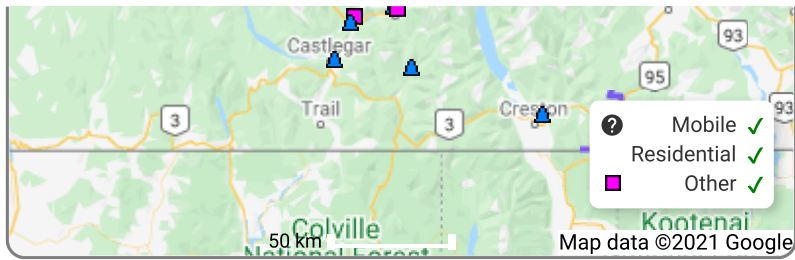 93
Castlegar
95
Trail
Creston
93
3
3
? Mobile ✓
Residential ✓
Other ✓
Colville
Kootenai
50 km
Map data ©2021 Google
National Forest